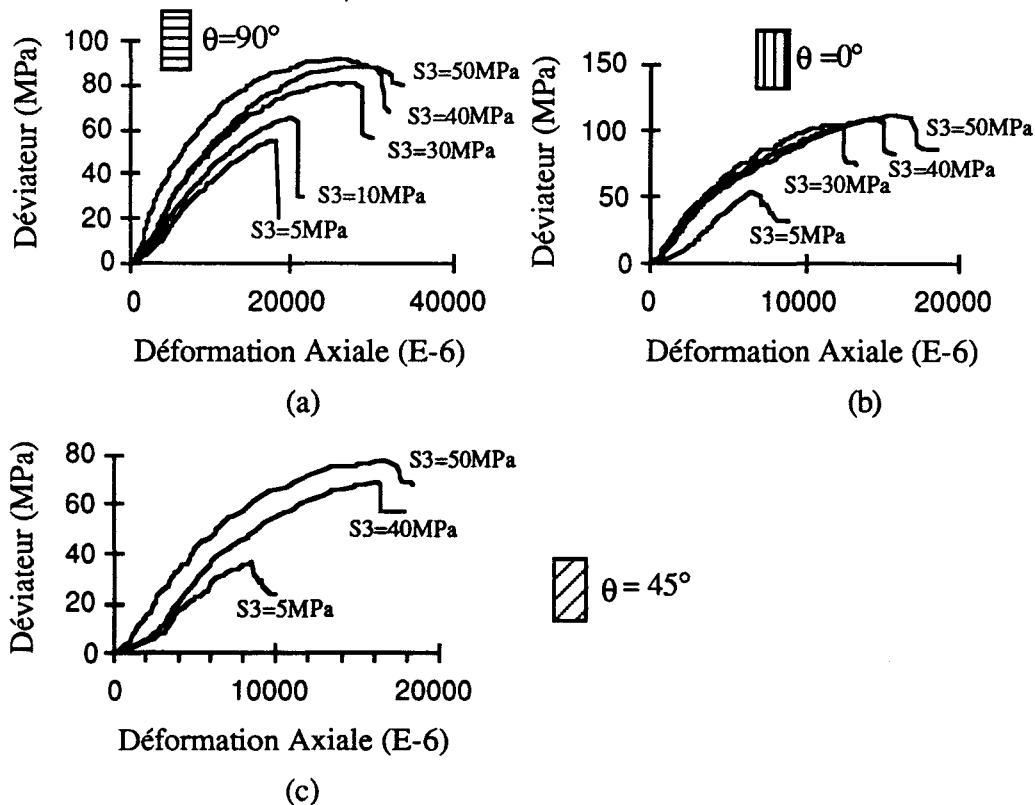 θ=90°
Déviateur (MPa)
100
80
60
40
20
0
S3=50MPa
S3=40MPa
S3=30MPa
S3=10MPa
S3=5MPa
0
20000
40000
Déformation Axiale (E-6)
(a)
θ=0°
Déviateur (MPa)
150
100
50
0
S3=50MPa
S3=40MPa
S3=30MPa
S3=5MPa
0
10000
20000
Déformation Axiale (E-6)
(b)
Déviateur (MPa)
80
60
40
20
0
S3=50MPa
S3=40MPa
S3=5MPa
0
10000
20000
Déformation Axiale (E-6)
(c)
θ = 45°